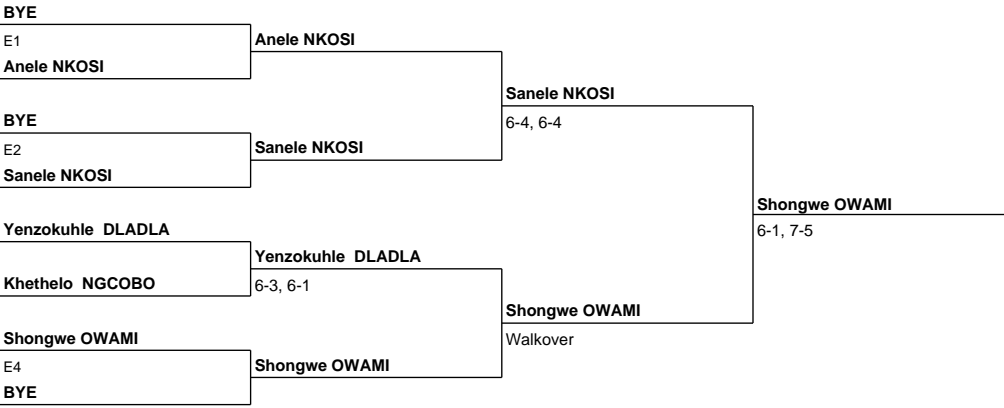 BYE
E1
Anele NKOSI
BYE
E2
Sanele NKOSI
Yenzokuhle DLADLA
Khethelo NGCOBO
Shongwe OWAMI
E4
BYE
Anele NKOSI
Sanele NKOSI
Yenzokuhle DLADLA
6-3, 6-1
Shongwe OWAMI
Sanele NKOSI
6-4, 6-4
Shongwe OWAMI
Walkover
Shongwe OWAMI
6-1, 7-5